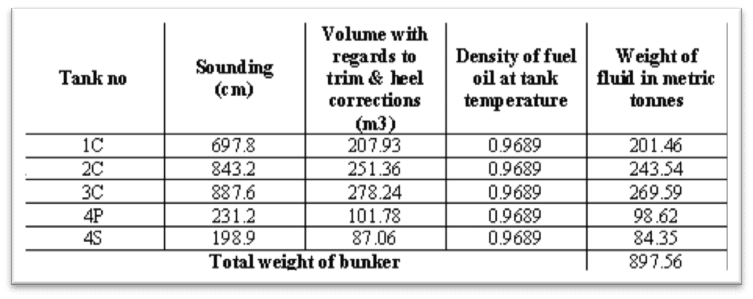 Tank no
Sounding
(cm)
Volume with
regards to
trim & heel
corrections
(m3)
Density of fuel
oil at tank
temperature
Weight of
fluid in metric
tonnes
1C 697.8 207.93 0.9689 201.46
2C 843.2 251.36 0.9689 243.54
3C 887.6 278.24 0.9689 269.59
4P 231.2 101.78 0.9689 98.62
4S 198.9 87.06 0.9689 84.35
Total weight of bunker 897.56